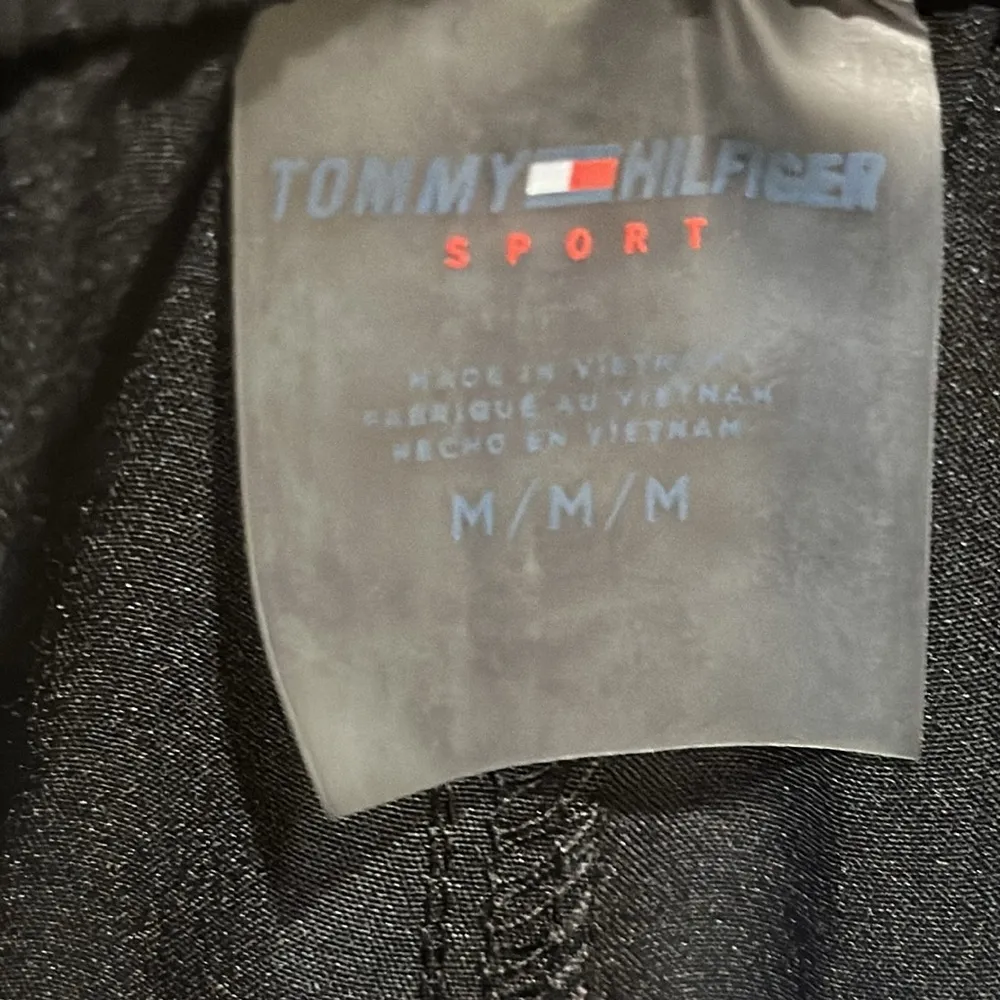 TOMMY HILFIGER
SPORT
MADE IN VIETNAM
FABRIQUÉ AU VIETNAM
HECHO EN VIETNAM
M/M/M